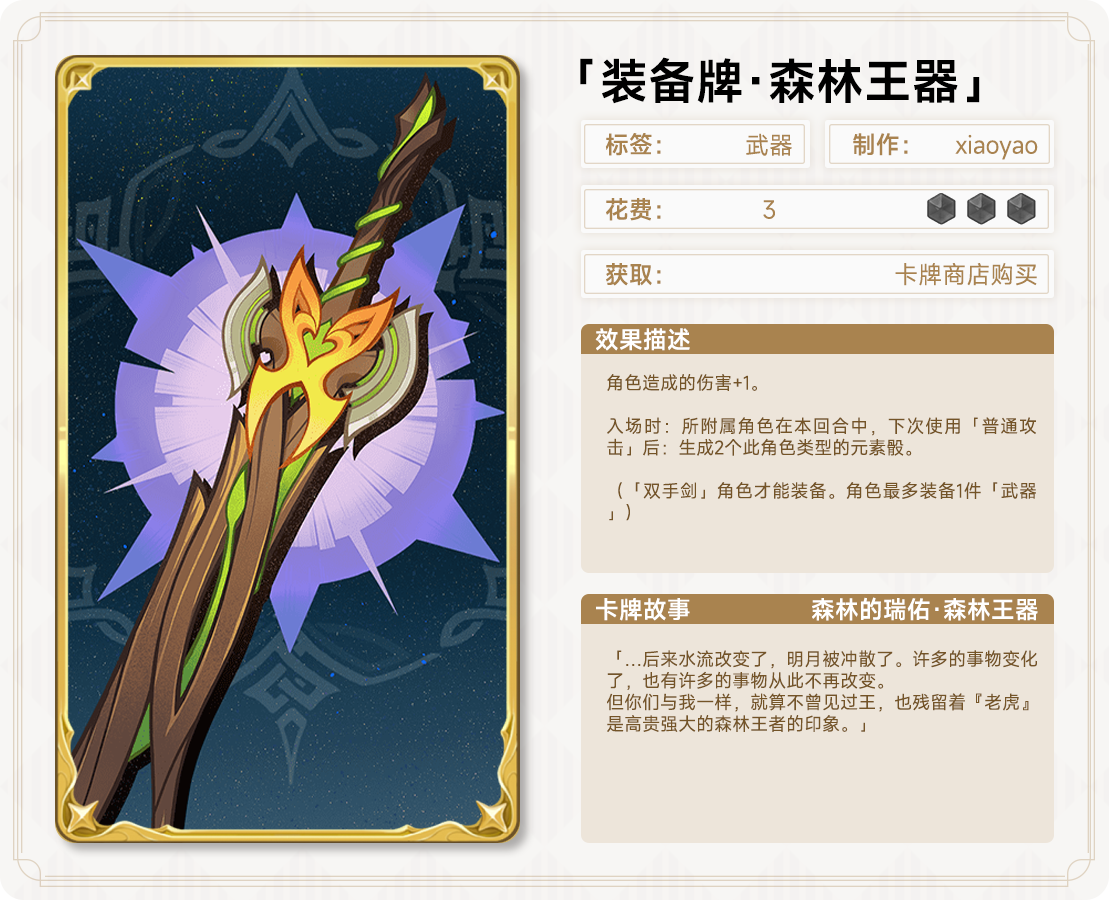 「装备牌·森林王器」
标签： 武器
制作： xiaoyao
花费： 3
获取： 卡牌商店购买
效果描述
角色造成的伤害+1。
入场时：所附属角色在本回合中，下次使用「普通攻
击」后：生成2个此角色类型的元素骰。
（「双手剑」角色才能装备。角色最多装备1件「武器
」）
卡牌故事 森林的瑞佑·森林王器
「...后来水流改变了，明月被冲散了。许多的事物变化
了，也有许多的事物从此不再改变。
但你们与我一样，就算不曾见过王，也残留着『老虎』
是高贵强大的森林王者的印象。」